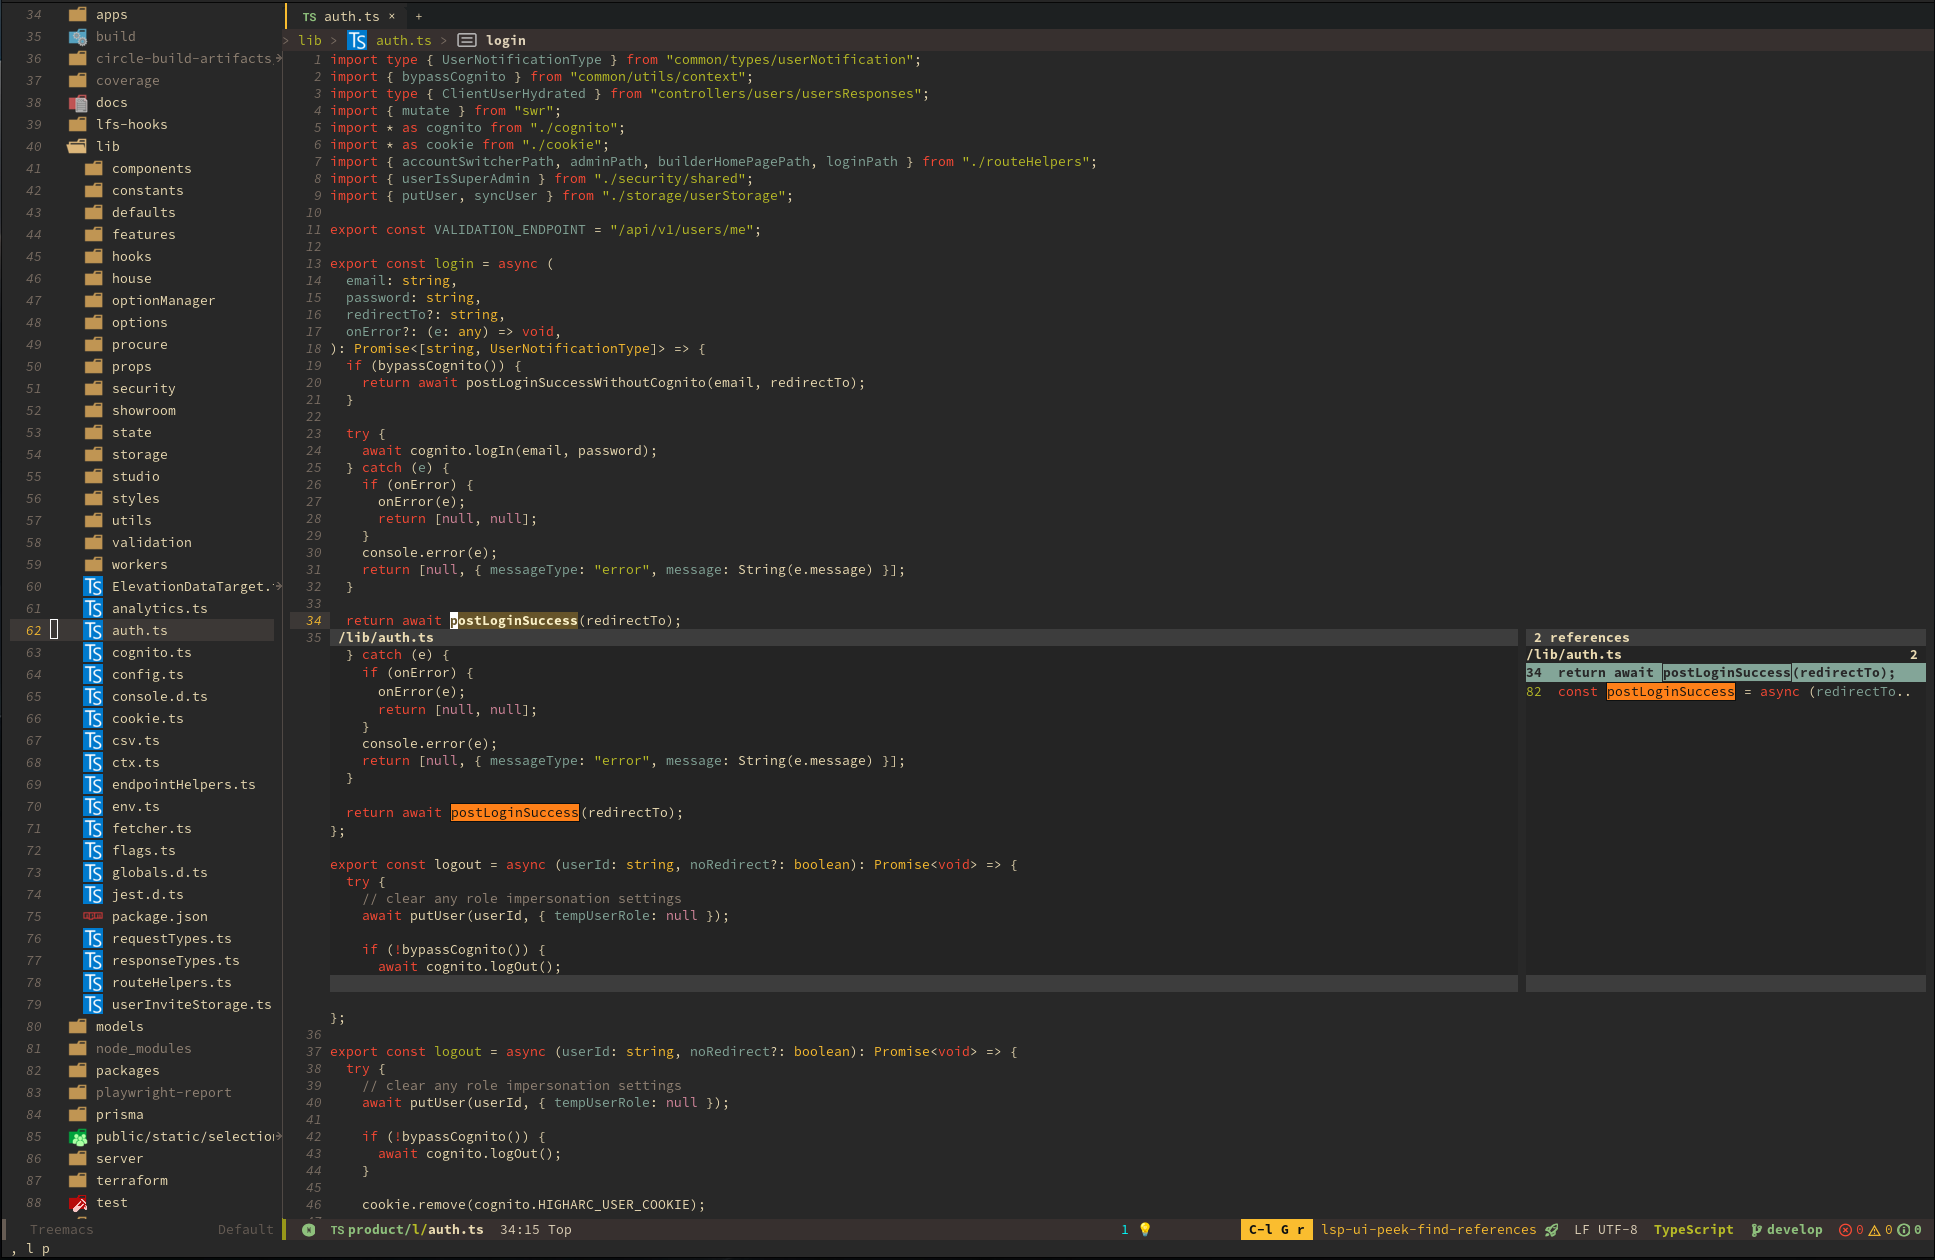 34 apps
35 build
36 circle-build-artifacts
37 coverage
38 docs
39 lfs-hooks
40 lib
41 components
42 constants
43 defaults
44 features
45 hooks
46 house
47 optionManager
48 options
49 procure
50 props
51 security
52 showroom
53 state
54 storage
55 studio
56 styles
57 utils
58 validation
59 workers
60 TS ElevationDataTarget.
61 TS analytics.ts
62 TS auth.ts
63 TS cognito.ts
64 TS config.ts
65 TS console.d.ts
66 TS cookie.ts
67 TS csv.ts
68 TS ctx.ts
69 TS endpointHelpers.ts
70 TS env.ts
71 TS fetcher.ts
72 TS flags.ts
73 TS globals.d.ts
74 TS jest.d.ts
75 package.json
76 TS requestTypes.ts
77 TS responseTypes.ts
78 TS routeHelpers.ts
79 TS userInviteStorage.ts
80 models
81 node_modules
82 packages
83 playwright-report
84 prisma
85 public/static/selection
86 server
87 terraform
88 test
Treemacs Default
TS auth.ts × +
> lib > TS auth.ts > login
1 import type { UserNotificationType } from "common/types/userNotification";
2 import { bypassCognito } from "common/utils/context";
3 import type { ClientUserHydrated } from "controllers/users/usersResponses";
4 import { mutate } from "swr";
5 import * as cognito from "./cognito";
6 import * as cookie from "./cookie";
7 import { accountSwitcherPath, adminPath, builderHomePagePath, loginPath } from "./routeHelpers";
8 import { userIsSuperAdmin } from "./security/shared";
9 import { putUser, syncUser } from "./storage/userStorage";
10
11 export const VALIDATION_ENDPOINT = "/api/v1/users/me";
12
13 export const login = async (
14   email: string,
15   password: string,
16   redirectTo?: string,
17   onError?: (e: any) => void,
18 ): Promise<[string, UserNotificationType]> => {
19   if (bypassCognito()) {
20     return await postLoginSuccessWithoutCognito(email, redirectTo);
21   }
22
23   try {
24     await cognito.logIn(email, password);
25   } catch (e) {
26     if (onError) {
27       onError(e);
28       return [null, null];
29     }
30     console.error(e);
31     return [null, { messageType: "error", message: String(e.message) }];
32   }
33
34   return await postLoginSuccess(redirectTo);
35 /lib/auth.ts
  } catch (e) {
    if (onError) {
      onError(e);
      return [null, null];
    }
    console.error(e);
    return [null, { messageType: "error", message: String(e.message) }];
  }
  return await postLoginSuccess(redirectTo);
};
export const logout = async (userId: string, noRedirect?: boolean): Promise<void> => {
  try {
    // clear any role impersonation settings
    await putUser(userId, { tempUserRole: null });
    if (!bypassCognito()) {
      await cognito.logOut();
2 references
/lib/auth.ts 2
34 return await postLoginSuccess(redirectTo);
82 const postLoginSuccess = async (redirectTo..
};
36
37 export const logout = async (userId: string, noRedirect?: boolean): Promise<void> => {
38   try {
39     // clear any role impersonation settings
40     await putUser(userId, { tempUserRole: null });
41
42     if (!bypassCognito()) {
43       await cognito.logOut();
44     }
45
46     cookie.remove(cognito.HIGHARC_USER_COOKIE);
TS product/l/auth.ts 34:15 Top 1 C-l G r lsp-ui-peek-find-references LF UTF-8 TypeScript develop 0 0 0
, l p